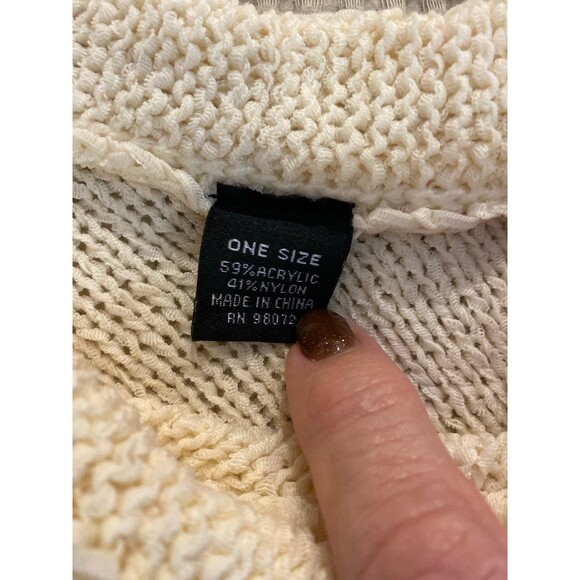 ONE SIZE
59% ACRYLIC
41% NYLON
MADE IN CHINA
RN 98072